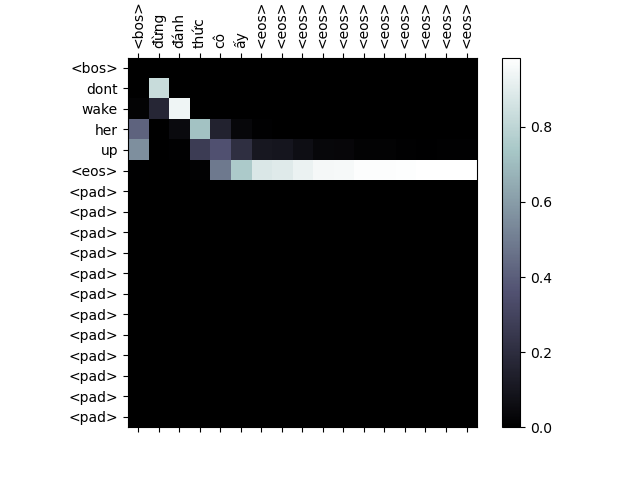 <bos> đừng đánh thức cô ấy <eos> <eos> <eos> <eos> <eos> <eos> <eos> <eos> <eos> <eos> <eos>
<bos>
dont
wake
her
up
<eos>
<pad>
<pad>
<pad>
<pad>
<pad>
<pad>
<pad>
<pad>
<pad>
<pad>
<pad>
<pad>
0.8
0.6
0.4
0.2
0.0